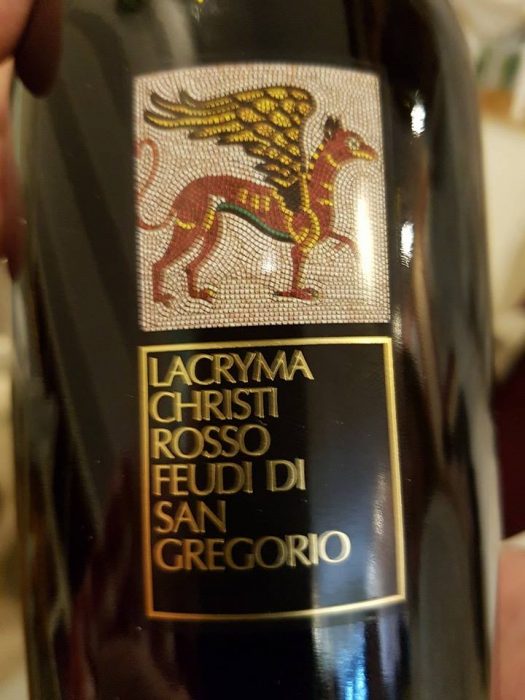 LACRYMA
CHRISTI
ROSSO
FEUDI DI
SAN
GREGORIO